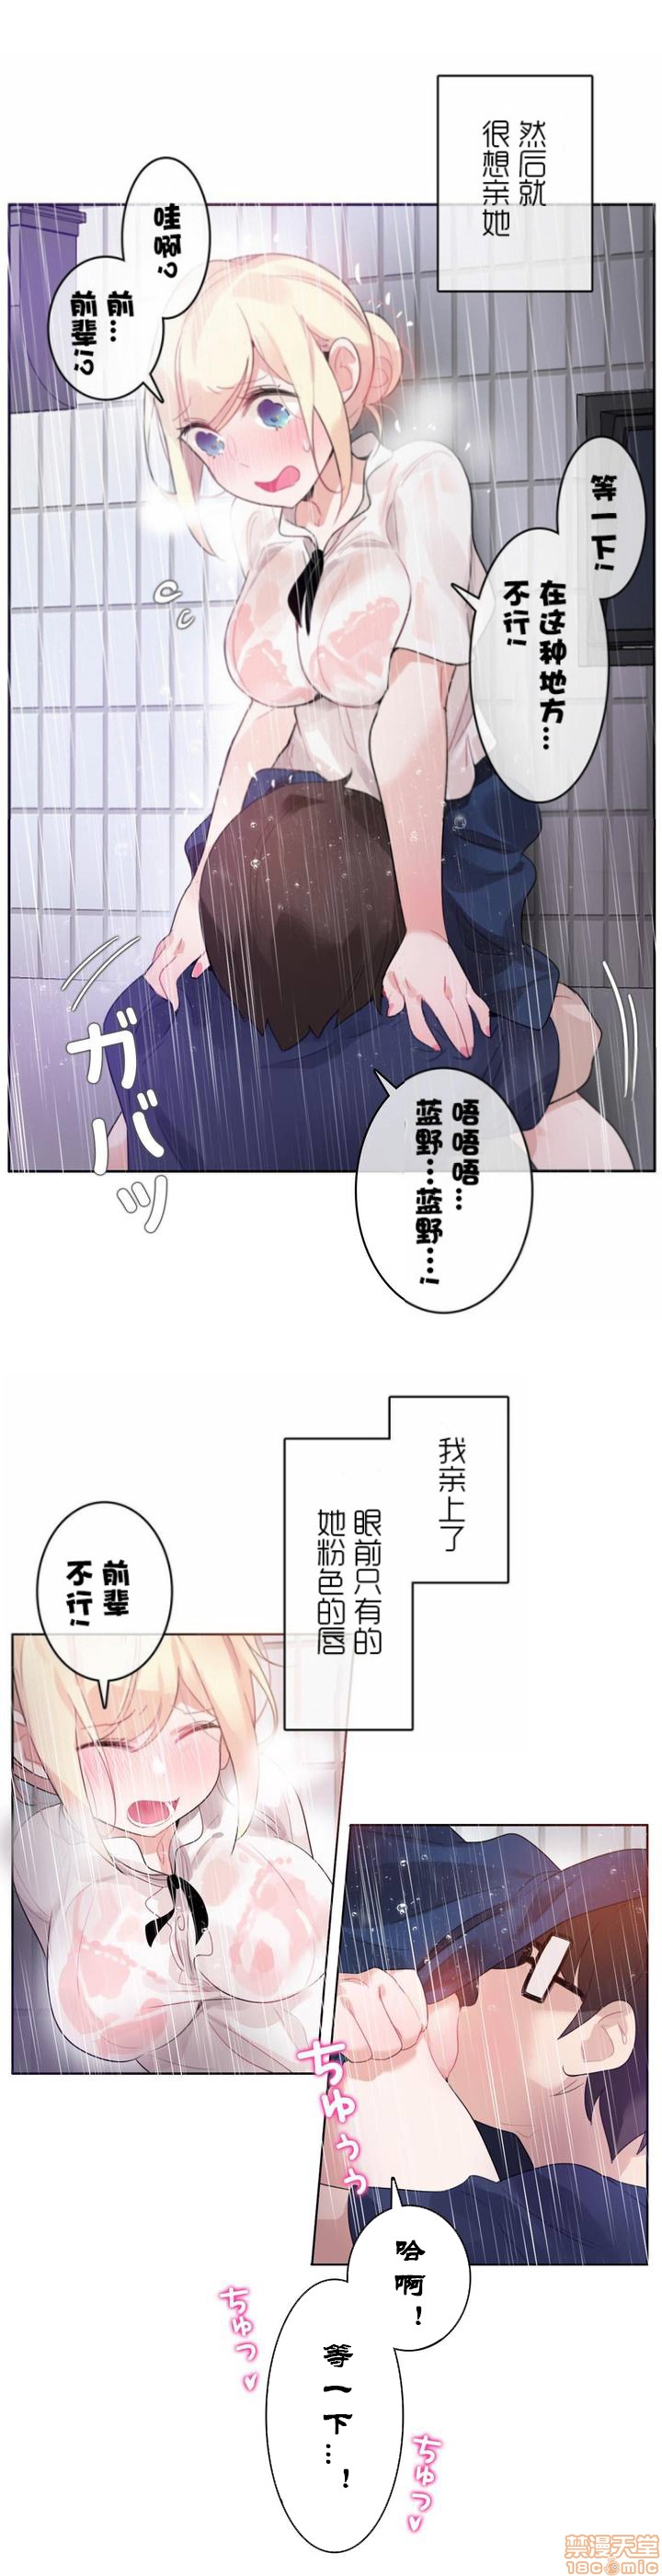 然后就
很想亲她
哇啊?
前…
前辈!?
等一下!
在这种地方…
不行!
ガバッ
唔唔唔…
蓝野…蓝野…!
我亲上了
眼前只有的
她粉色的唇
前辈
不行!
ちゅぅぅ
哈啊!
等一下…!
ちゅっ♥
ちゅっ♥
禁漫天堂
18comic